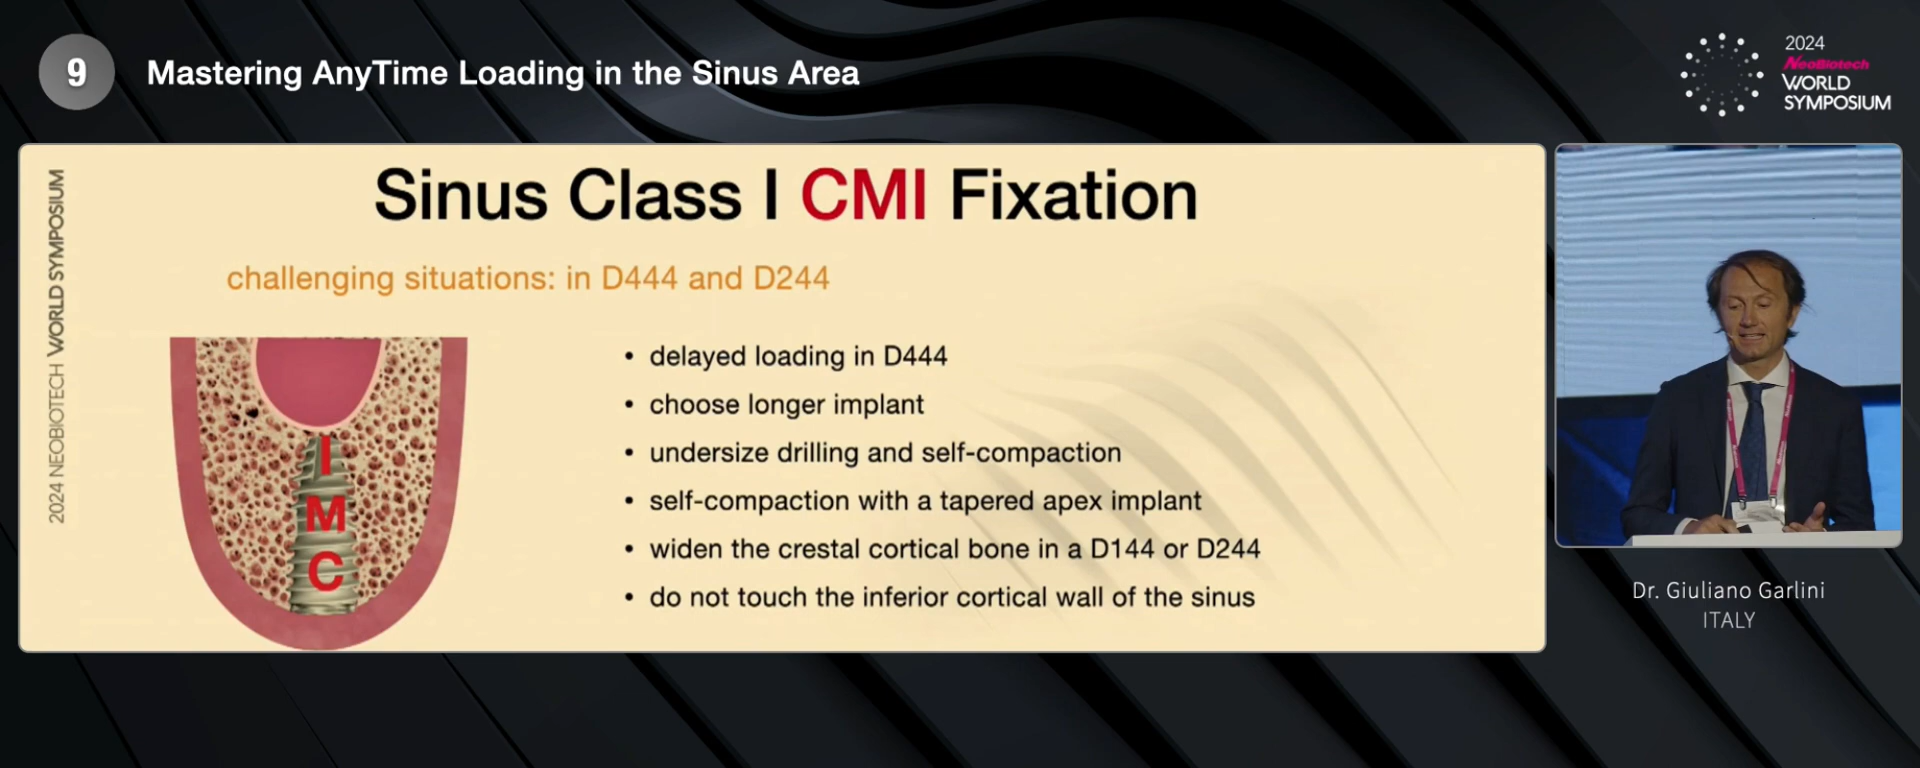 9
Mastering AnyTime Loading in the Sinus Area
2024
NeoBiotech
WORLD
SYMPOSIUM
2024 NEOBIOTECH WORLD SYMPOSIUM
Sinus Class I CMI Fixation
challenging situations: in D444 and D244
I
M
C
• delayed loading in D444
• choose longer implant
• undersize drilling and self-compaction
• self-compaction with a tapered apex implant
• widen the crestal cortical bone in a D144 or D244
• do not touch the inferior cortical wall of the sinus
Dr. Giuliano Garlini
ITALY